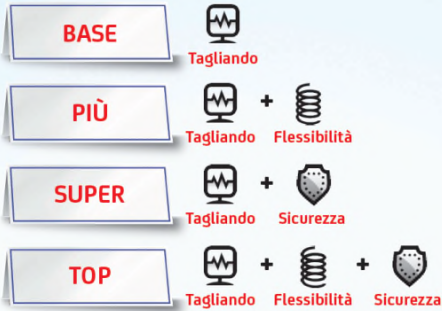 BASE
Tagliando
PIÙ
+
Tagliando Flessibilità
SUPER
+
Tagliando Sicurezza
TOP
+ +
Tagliando Flessibilità Sicurezza